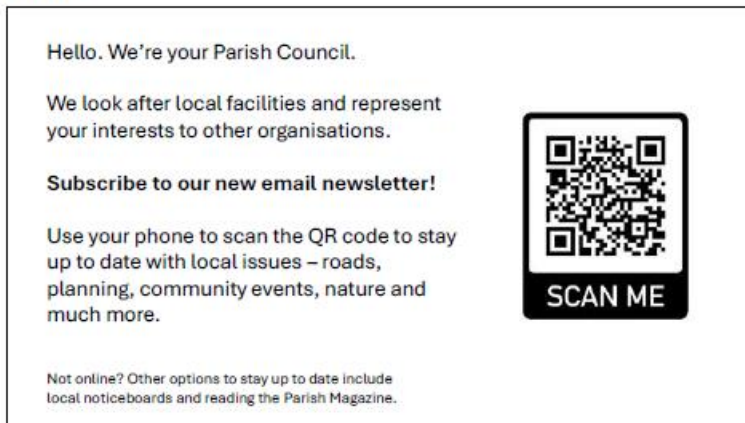 Hello. We’re your Parish Council.
We look after local facilities and represent
your interests to other organisations.
Subscribe to our new email newsletter!
Use your phone to scan the QR code to stay
up to date with local issues – roads,
planning, community events, nature and
much more.
SCAN ME
Not online? Other options to stay up to date include
local noticeboards and reading the Parish Magazine.